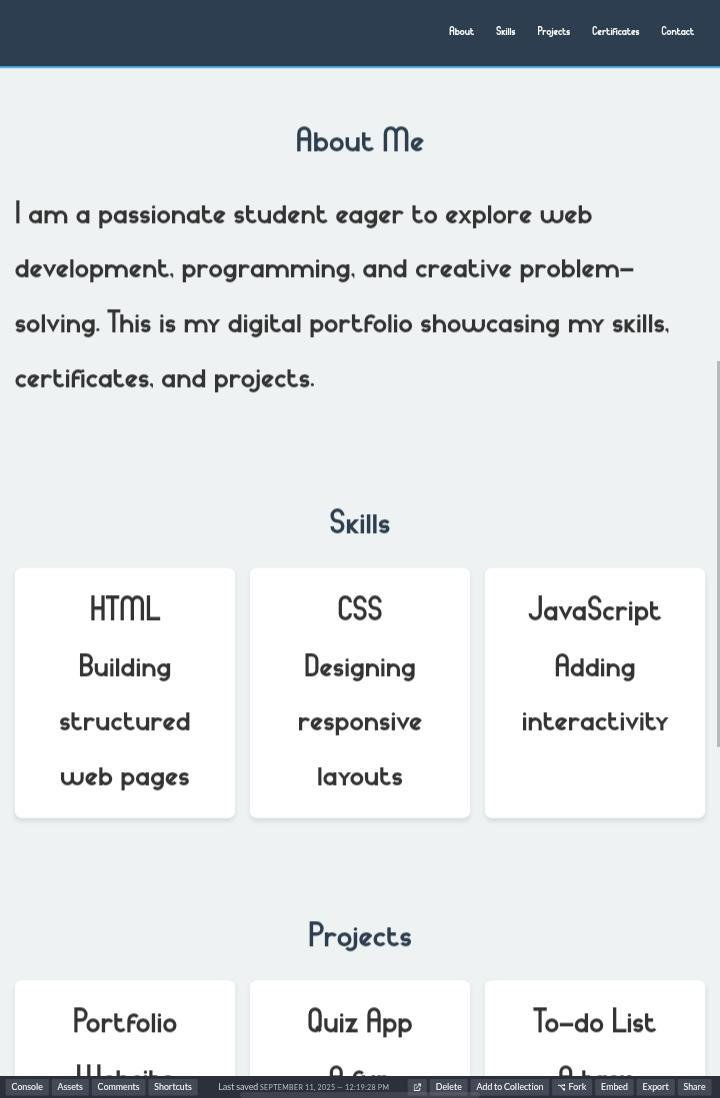 About Skills Projects Certificates Contact
About Me
I am a passionate student eager to explore web
development, programming, and creative problem-
solving. This is my digital portfolio showcasing my skills,
certificates, and projects.
Skills
HTML
Building
structured
web pages
CSS
Designing
responsive
layouts
JavaScript
Adding
interactivity
Projects
Portfolio
Website
Quiz App
A fun
To-do List
Console Assets Comments Shortcuts Last saved SEPTEMBER 11, 2025 — 12:19:28 PM Delete Add to Collection Fork Embed Export Share